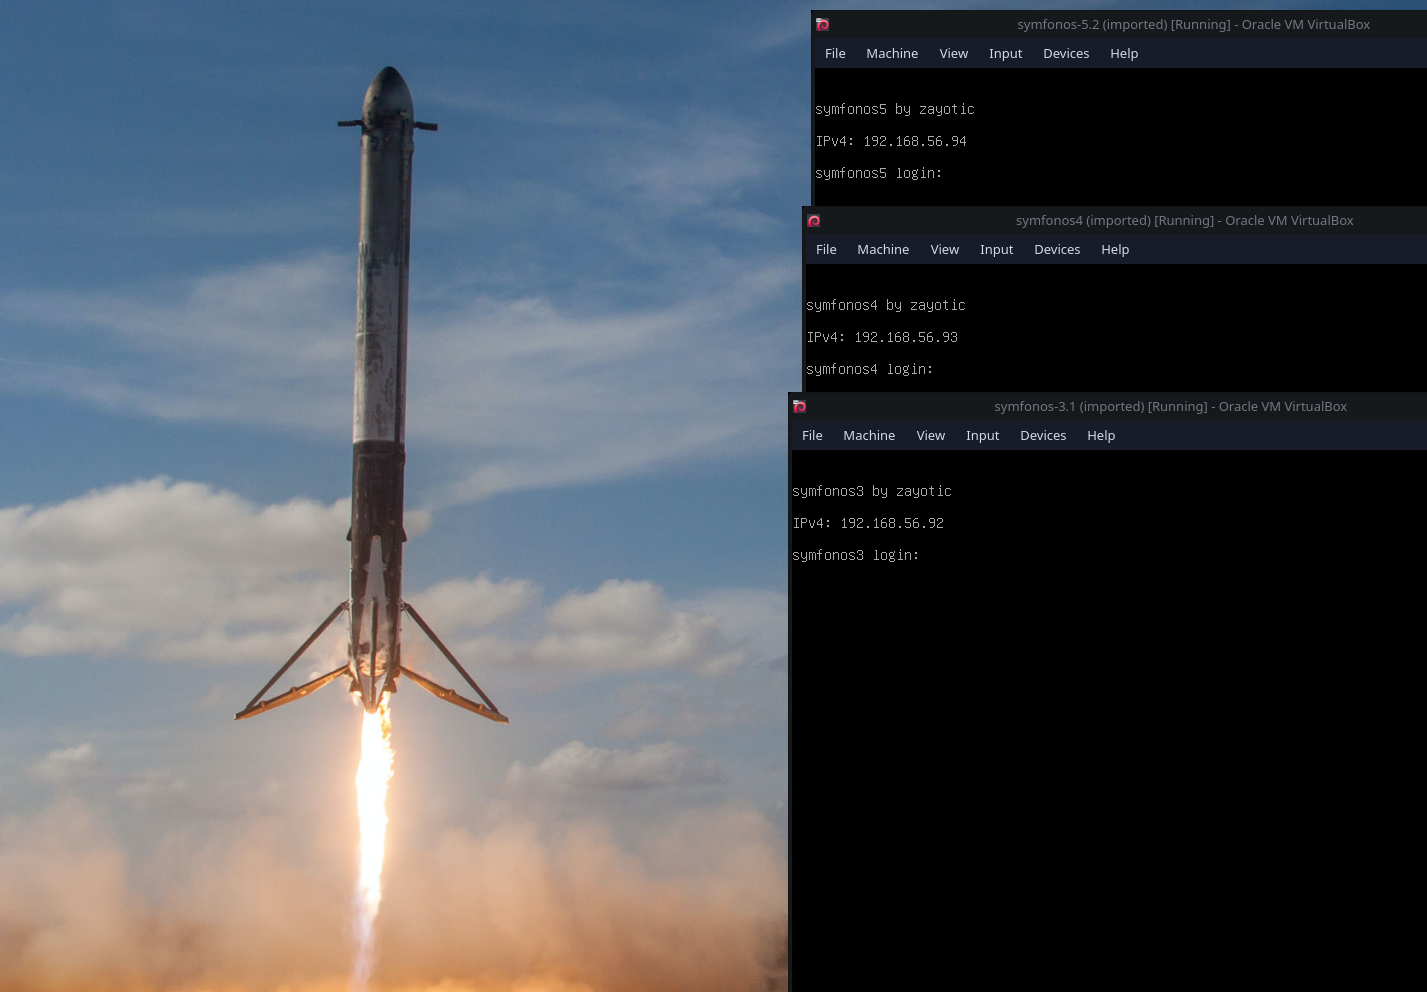 symfonos-5.2 (imported) [Running] - Oracle VM VirtualBox
File Machine View Input Devices Help
symfonos5 by zayotic
IPv4: 192.168.56.94
symfonos5 login:
symfonos4 (imported) [Running] - Oracle VM VirtualBox
File Machine View Input Devices Help
symfonos4 by zayotic
IPv4: 192.168.56.93
symfonos4 login:
symfonos-3.1 (imported) [Running] - Oracle VM VirtualBox
File Machine View Input Devices Help
symfonos3 by zayotic
IPv4: 192.168.56.92
symfonos3 login: